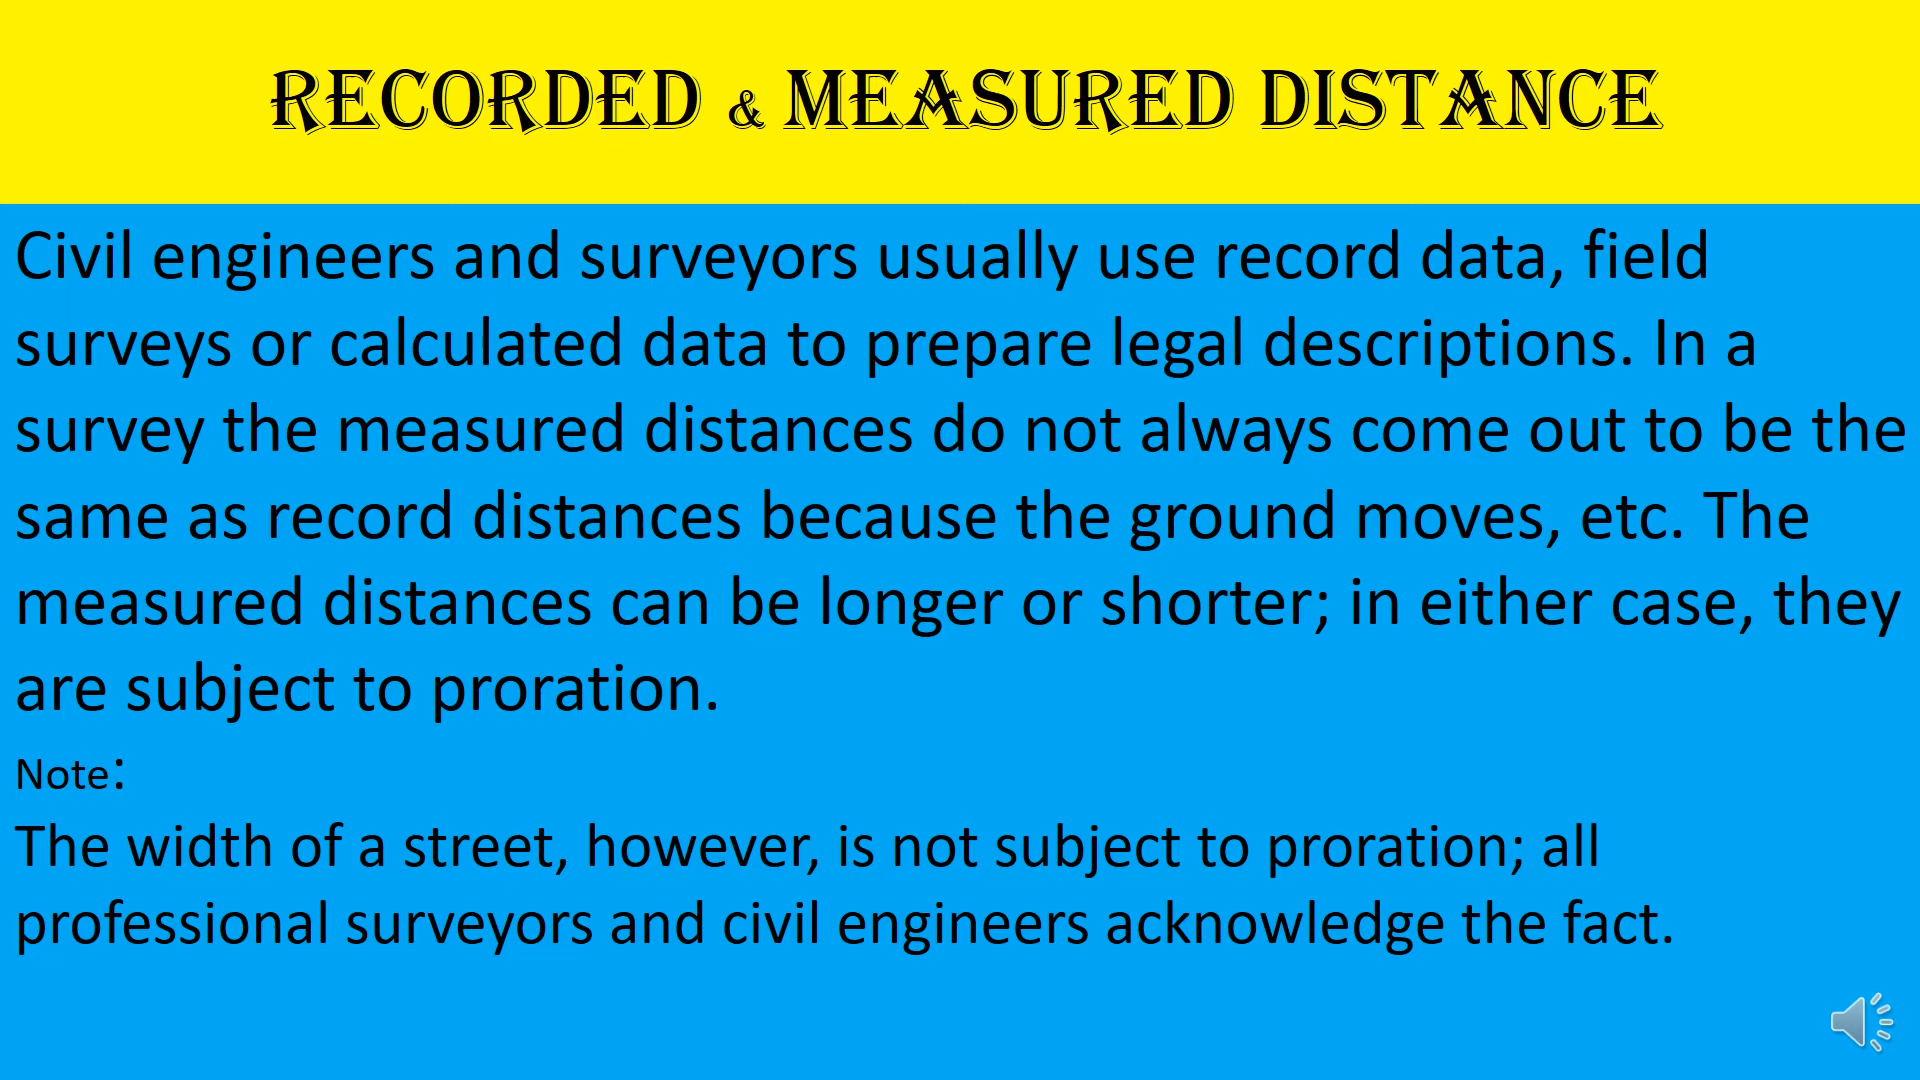 RECORDED & MEASURED DISTANCE
Civil engineers and surveyors usually use record data, field
surveys or calculated data to prepare legal descriptions. In a
survey the measured distances do not always come out to be the
same as record distances because the ground moves, etc. The
measured distances can be longer or shorter; in either case, they
are subject to proration.
Note:
The width of a street, however, is not subject to proration; all
professional surveyors and civil engineers acknowledge the fact.